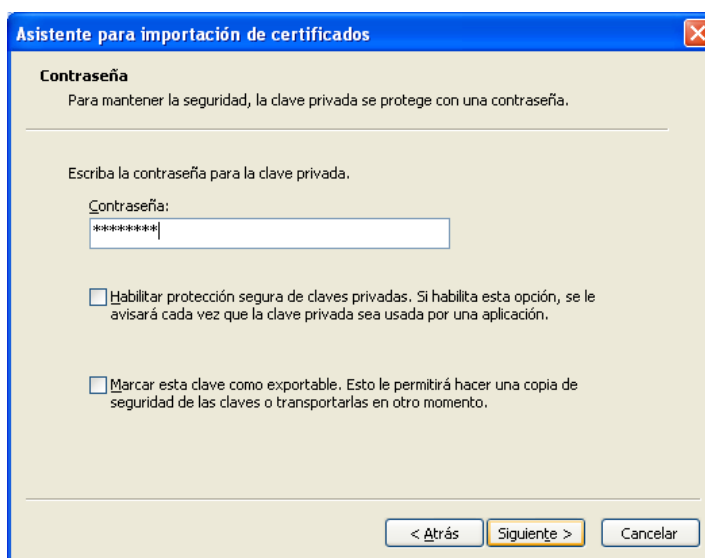 Asistente para importación de certificados
Contraseña
Para mantener la seguridad, la clave privada se protege con una contraseña.
Escriba la contraseña para la clave privada.
Contraseña:
********
Habilitar protección segura de claves privadas. Si habilita esta opción, se le
avisará cada vez que la clave privada sea usada por una aplicación.
Marcar esta clave como exportable. Esto le permitirá hacer una copia de
seguridad de las claves o transportarlas en otro momento.
< Atrás Siguiente > Cancelar